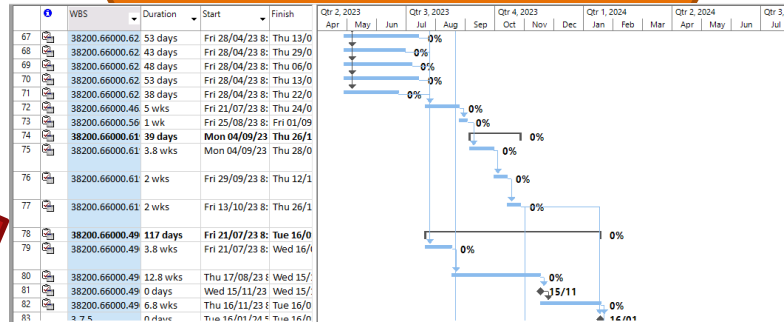 WBS Duration Start Finish Qtr 2, 2023 Qtr 3, 2023 Qtr 4, 2023 Qtr 1, 2024 Qtr 2, 2024 Qtr 3,
Apr May Jun Jul Aug Sep Oct Nov Dec Jan Feb Mar Apr May Jun Jul
67 38200.66000.62 53 days Fri 28/04/23 8: Thu 13/0 0%
68 38200.66000.62 43 days Fri 28/04/23 8: Thu 29/0 0%
69 38200.66000.62 48 days Fri 28/04/23 8: Thu 06/0 0%
70 38200.66000.62 53 days Fri 28/04/23 8: Thu 13/0 0%
71 38200.66000.62 38 days Fri 28/04/23 8: Thu 22/0 0%
72 38200.66000.46 5 wks Fri 21/07/23 8: Thu 24/0 0%
73 38200.66000.56 1 wk Fri 25/08/23 8: Fri 01/09 0%
74 38200.66000.61 39 days Mon 04/09/23 Thu 26/1 0%
75 38200.66000.61 3.8 wks Mon 04/09/23 Thu 28/0 0%
76 38200.66000.61 2 wks Fri 29/09/23 8: Thu 12/1 0%
77 38200.66000.61 2 wks Fri 13/10/23 8: Thu 26/1 0%
78 38200.66000.49 117 days Fri 21/07/23 8: Tue 16/0 0%
79 38200.66000.49 3.8 wks Fri 21/07/23 8: Wed 16/ 0%
80 38200.66000.49 12.8 wks Thu 17/08/23 8 Wed 15/ 0%
81 38200.66000.49 0 days Wed 15/11/23 Wed 15/ 15/11
82 38200.66000.49 6.8 wks Thu 16/11/23 8 Tue 16/0 0%
83 3.7.5 0 days Tue 16/01/24 5 Tue 16/0 16/01